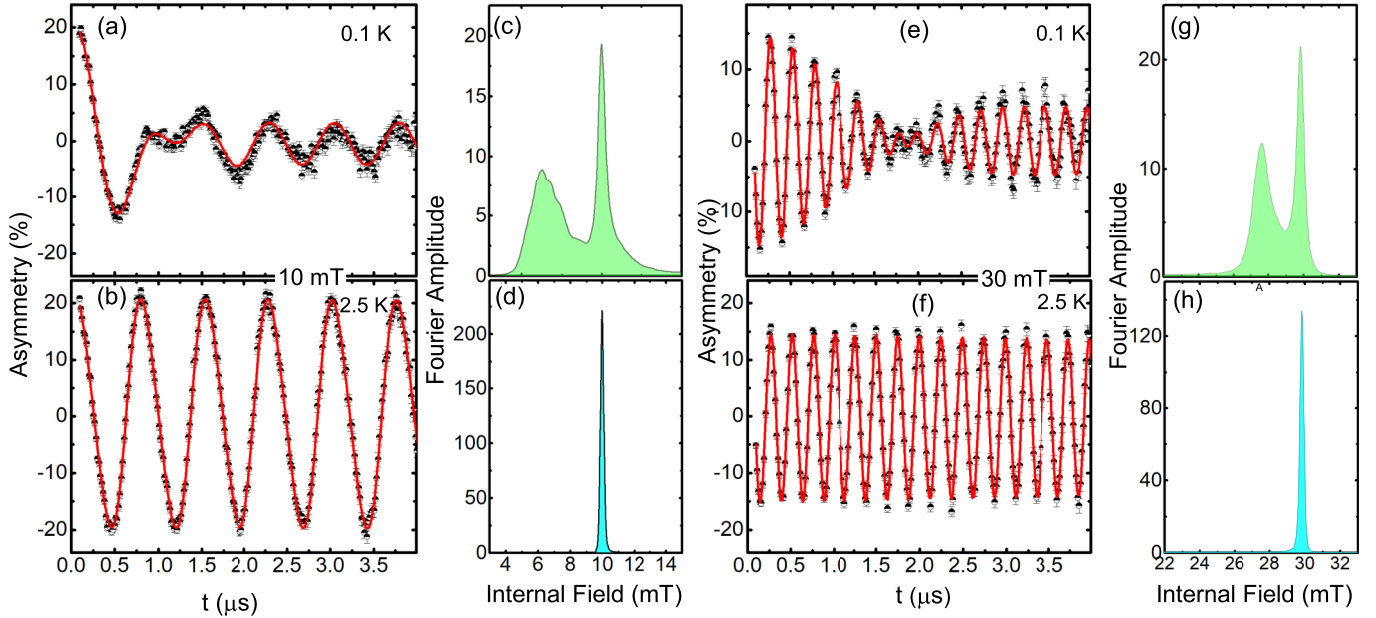 (a)
0.1 K
20
10
0
-10
-20
(b)
10 mT
2.5 K
20
10
0
-10
-20
Asymmetry (%)
0.0 0.5 1.0 1.5 2.0 2.5 3.0 3.5
t (μs)
(c)
20
15
10
5
0
(d)
200
150
100
50
0
Fourier Amplitude
4 6 8 10 12 14
Internal Field (mT)
(e)
0.1 K
10
0
10
(f)
30 mT
2.5 K
20
10
0
-10
-20
Asymmetry (%)
0.0 0.5 1.0 1.5 2.0 2.5 3.0 3.5
t (μs)
(g)
20
10
0
A
(h)
120
80
40
0
Fourier Amplitude
22 24 26 28 30 32
Internal Field (mT)